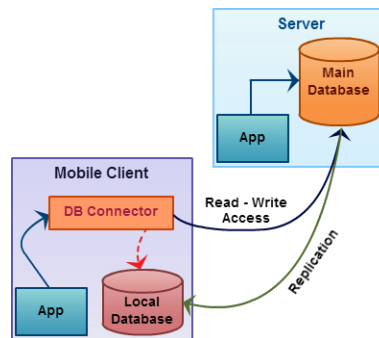 Server
Main
Database
App
Mobile Client
DB Connector
Read - Write
Access
Replication
Local
Database
App